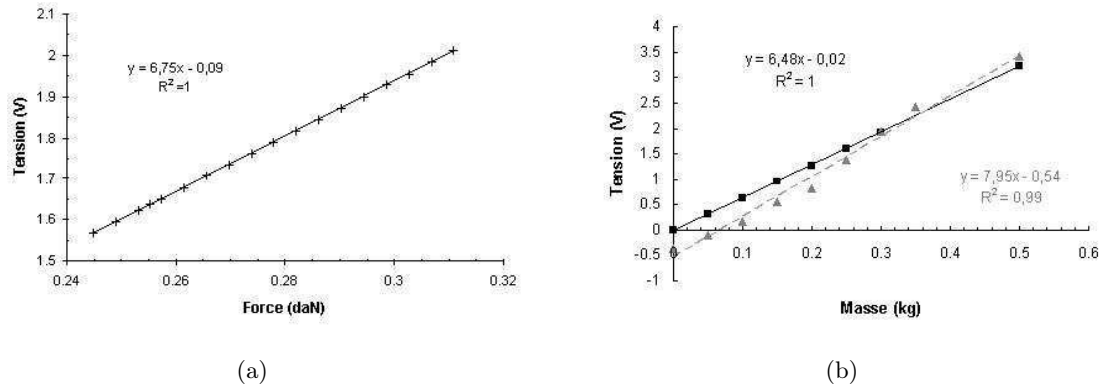 2.1
2
1.9
1.8
1.7
1.6
1.5
0.24
0.26
0.28
0.3
0.32
Tension (V)
Force (daN)
y = 6,75x - 0,09
R² =1
(a)
4
3.5
3
2.5
2
1.5
1
0.5
0
-0.5
-1
0.1
0.2
0.3
0.4
0.5
0.6
Tension (V)
Masse (kg)
y = 6,48x - 0,02
R² = 1
y = 7,95x - 0,54
R² = 0,99
(b)